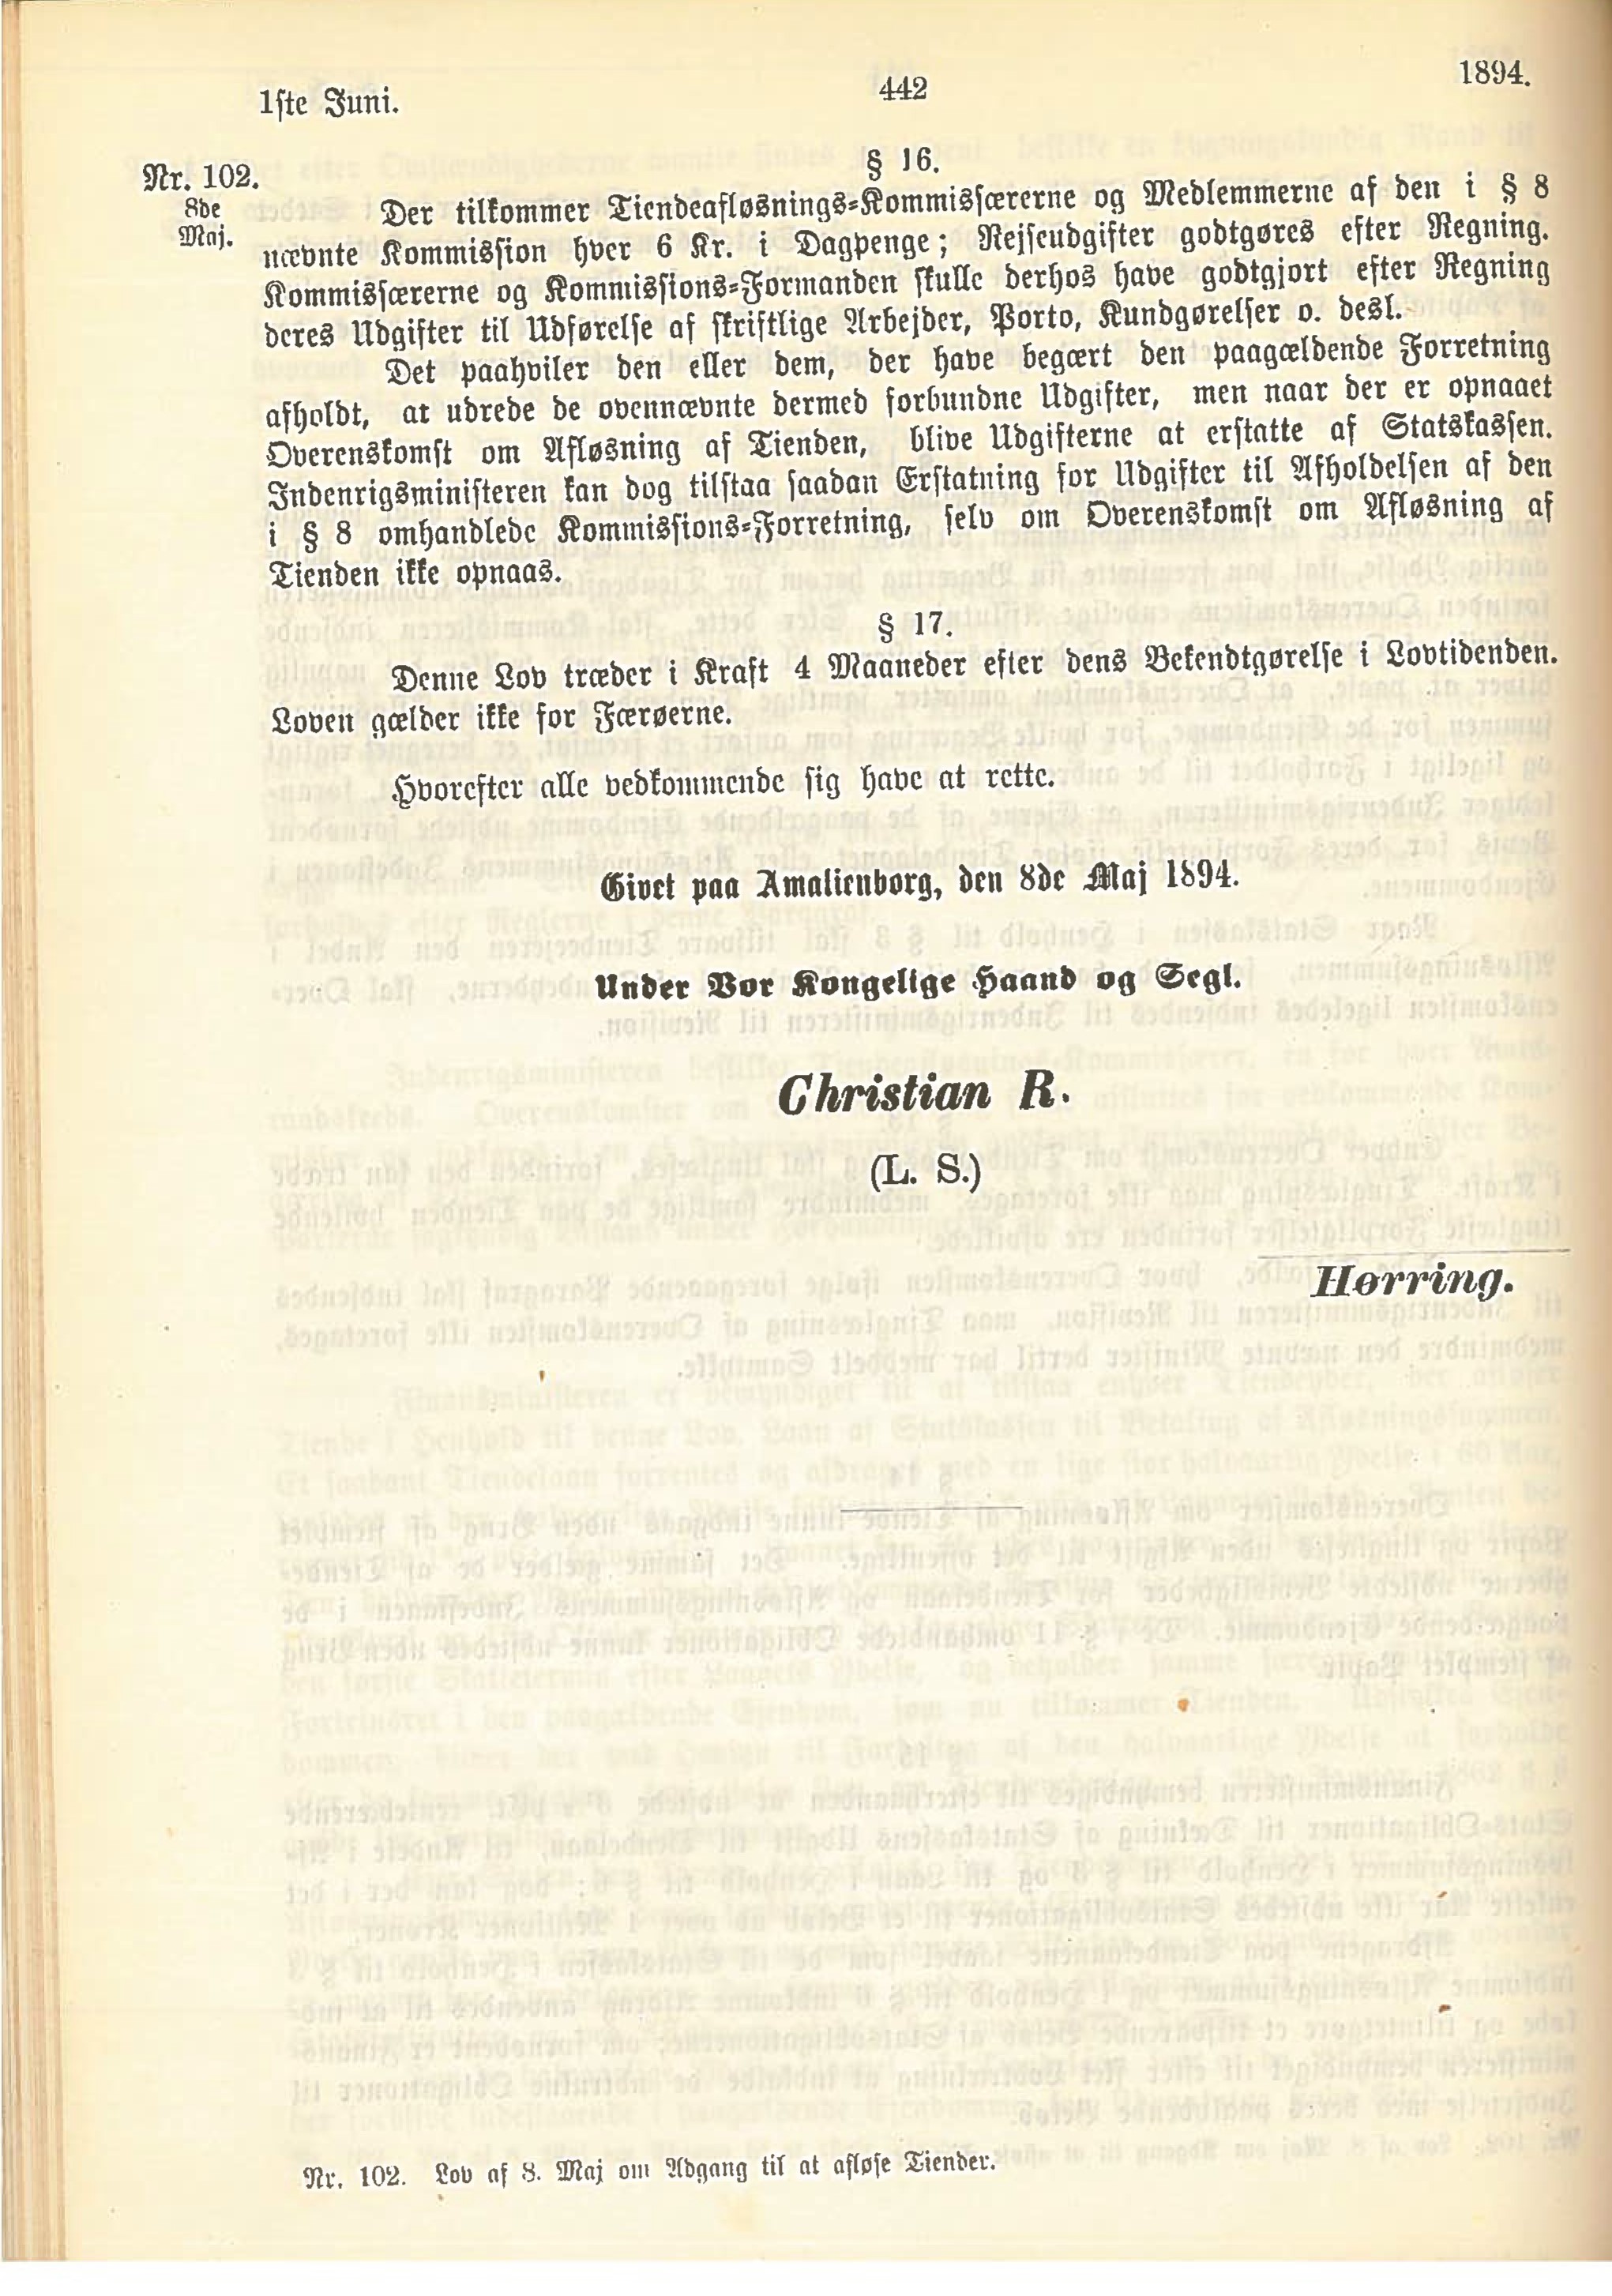 1ste Juni.
442
1894.
Nr. 102.
8de
Maj.
§ 16.
Der tilkommer Tiendeafløsnings-Kommissærerne og Medlemmerne af den i § 8
nævnte Kommission hver 6 Kr. i Dagpenge; Rejseudgifter godtgøres efter Regning.
Kommissærerne og Kommissions-Formanden skulle derhos have godtgjort efter Regning
deres Udgifter til Udførelse af skriftlige Arbejder, Porto, Kundgørelser o. desl.
Det paahviler den eller dem, der have begært den paagældende Forretning
afholdt, at udrede de ovennævnte dermed forbundne Udgifter, men naar der er opnaaet
Overenskomst om Afløsning af Tienden, blive Udgifterne at erstatte af Statskassen.
Indenrigsministeren kan dog tilstaa saadan Erstatning for Udgifter til Afholdelsen af den
i § 8 omhandlede Kommissions-Forretning, selv om Overenskomst om Afløsning af
Tienden ikke opnaas.
§ 17.
Denne Lov træder i Kraft 4 Maaneder efter dens Bekendtgørelse i Lovtidenden.
Loven gælder ikke for Færøerne.
Hvorefter alle vedkommende sig have at rette.
Givet paa Amalienborg, den 8de Maj 1894.
Under Vor Kongelige Haand og Segl.
Christian R.
(L. S.)
Hørring.
Nr. 102. Lov af 8. Maj om Adgang til at afløse Tiender.